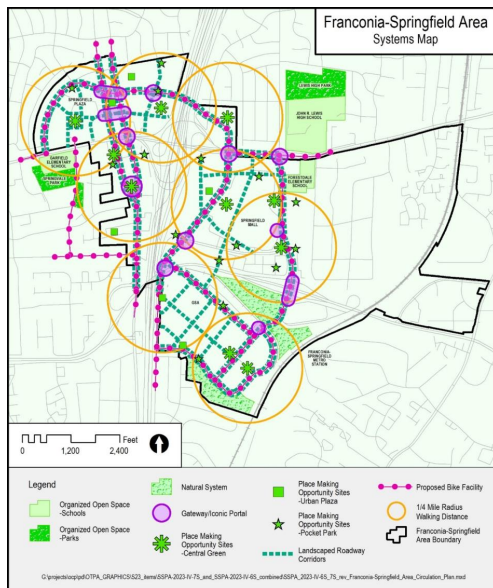 Franconia-Springfield Area
Systems Map
LEWIS HIGH PARK
JOHN R. LEWIS
HIGH SCHOOL
SPRINGFIELD
PLAZA
GARFIELD
ELEMENTARY
SCHOOL
SPRINGVALE
PARK
FORESTDALE
ELEMENTARY
SCHOOL
SPRINGFIELD
MALL
GSA
FRANCONIA-
SPRINGFIELD
METRO
STATION
Feet
0 1,200 2,400
Legend
Organized Open Space
-Schools
Organized Open
Space -Parks
Natural System
Gateway/Iconic Portal
Place Making
Opportunity Sites
-Central Green
Place Making
Opportunity Sites
-Urban Plaza
Place Making
Opportunity Sites
-Pocket Park
Landscaped Roadway
Corridors
Proposed Bike Facility
1/4 Mile Radius
Walking Distance
Franconia-Springfield
Area Boundary